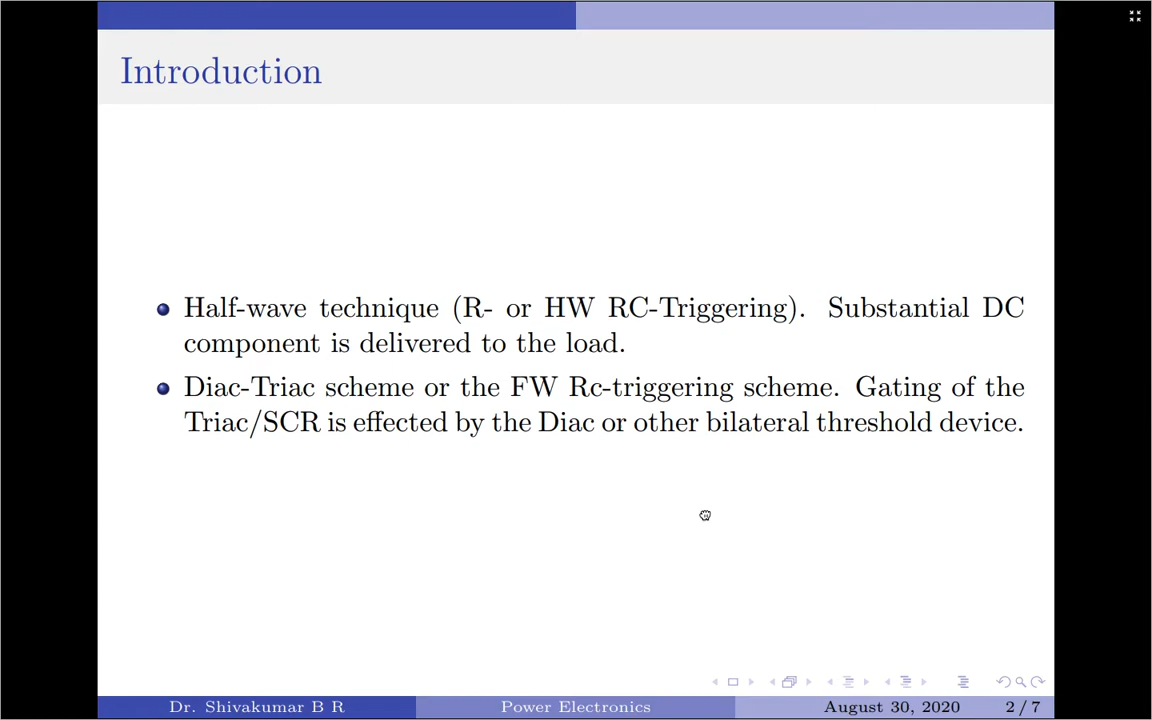 Introduction
Half-wave technique (R- or HW RC-Triggering). Substantial DC
component is delivered to the load.
Diac-Triac scheme or the FW Rc-triggering scheme. Gating of the
Triac/SCR is effected by the Diac or other bilateral threshold device.
Dr. Shivakumar B R Power Electronics August 30, 2020 2 / 7